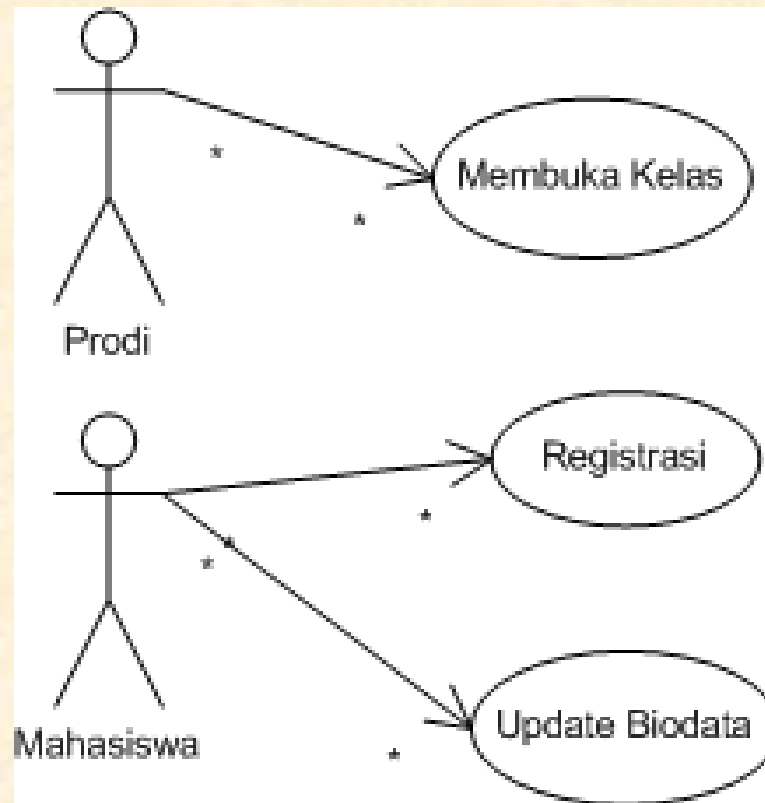 *
Membuka Kelas
*
Prodi
Registrasi
*
*
*
Update Biodata
Mahasiswa
*